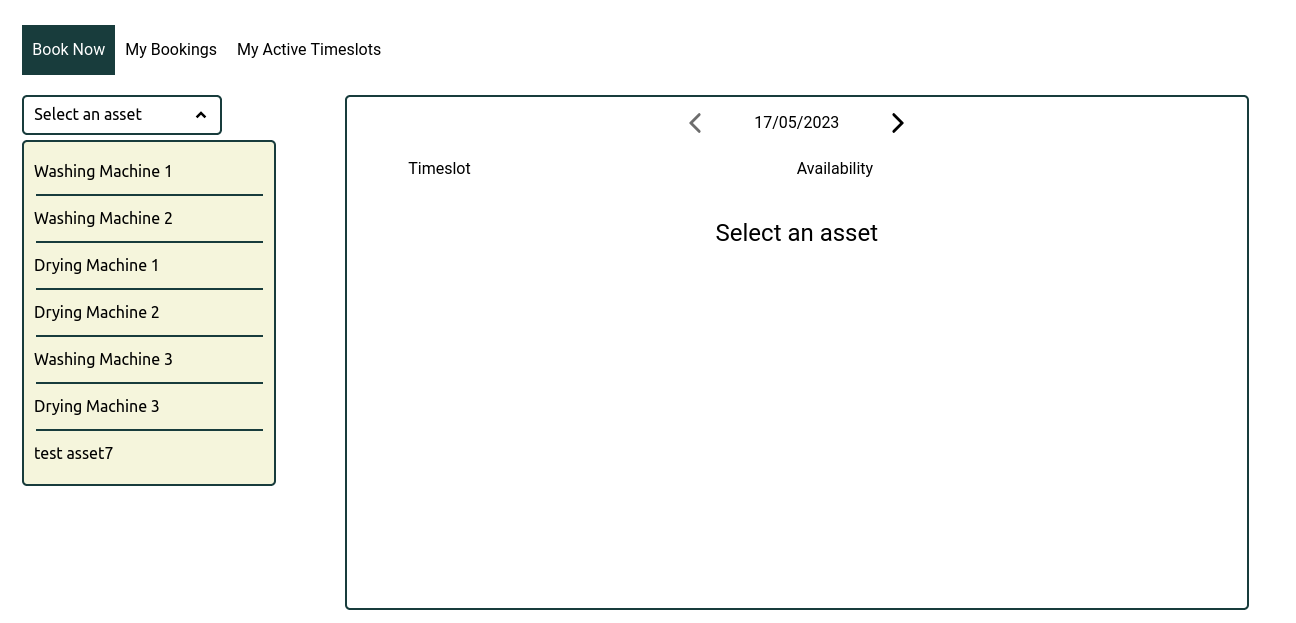 Book Now My Bookings My Active Timeslots
Select an asset
Washing Machine 1
Washing Machine 2
Drying Machine 1
Drying Machine 2
Washing Machine 3
Drying Machine 3
test asset7
17/05/2023
Timeslot Availability
Select an asset